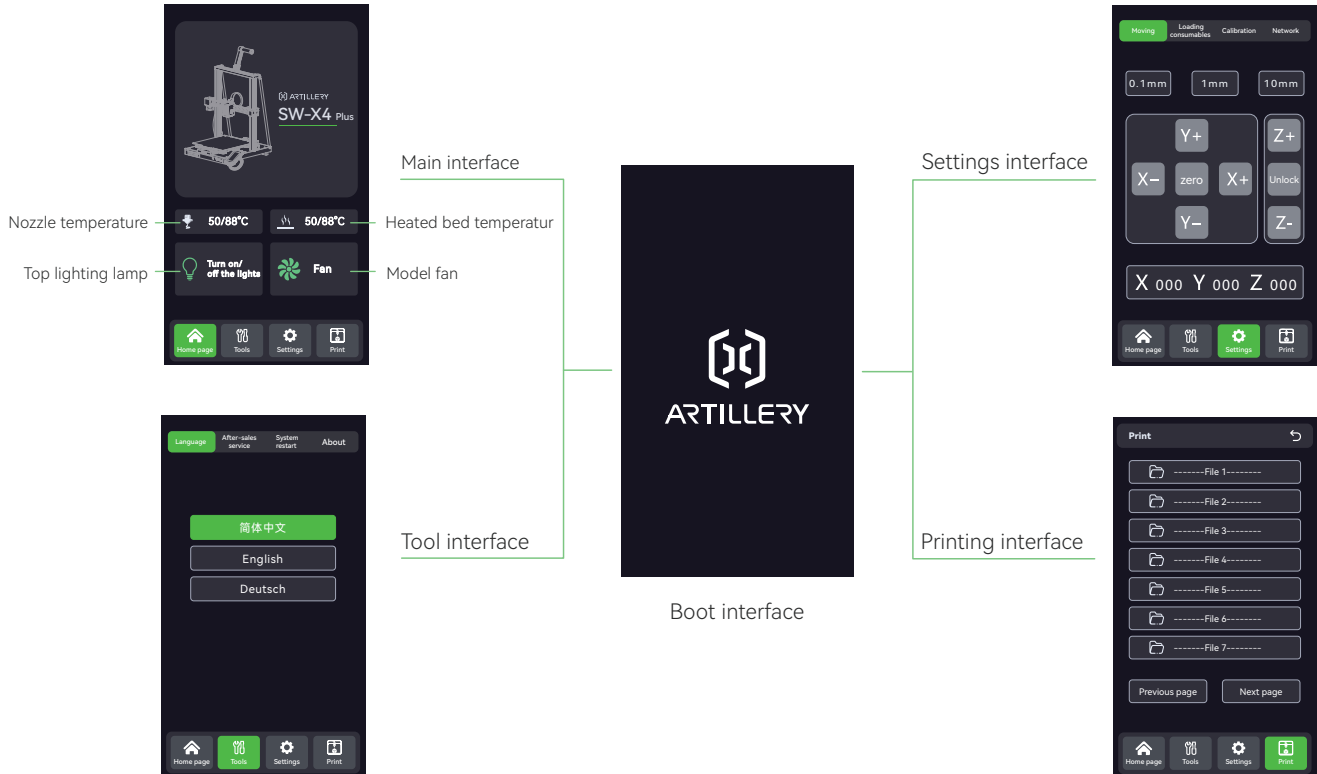 ARTILLERY
SW-X4 Plus
Nozzle temperature
50/88℃
50/88℃
Heated bed temperatur
Top lighting lamp
Turn on/
off the lights
Fan
Model fan
Home page
Tools
Settings
Print
Main interface
Language
After-sales
service
System
restart
About
简体中文
English
Deutsch
Home page
Tools
Settings
Print
Tool interface
ARTILLERY
Boot interface
Settings interface
Moving
Loading
consumables
Calibration
Network
0.1mm
1mm
10mm
Y+
Z+
X-
zero
X+
Unlock
Y-
Z-
X 000 Y 000 Z 000
Home page
Tools
Settings
Print
Printing interface
Print
-------File 1--------
-------File 2--------
-------File 3--------
-------File 4--------
-------File 5--------
-------File 6--------
-------File 7--------
Previous page
Next page
Home page
Tools
Settings
Print